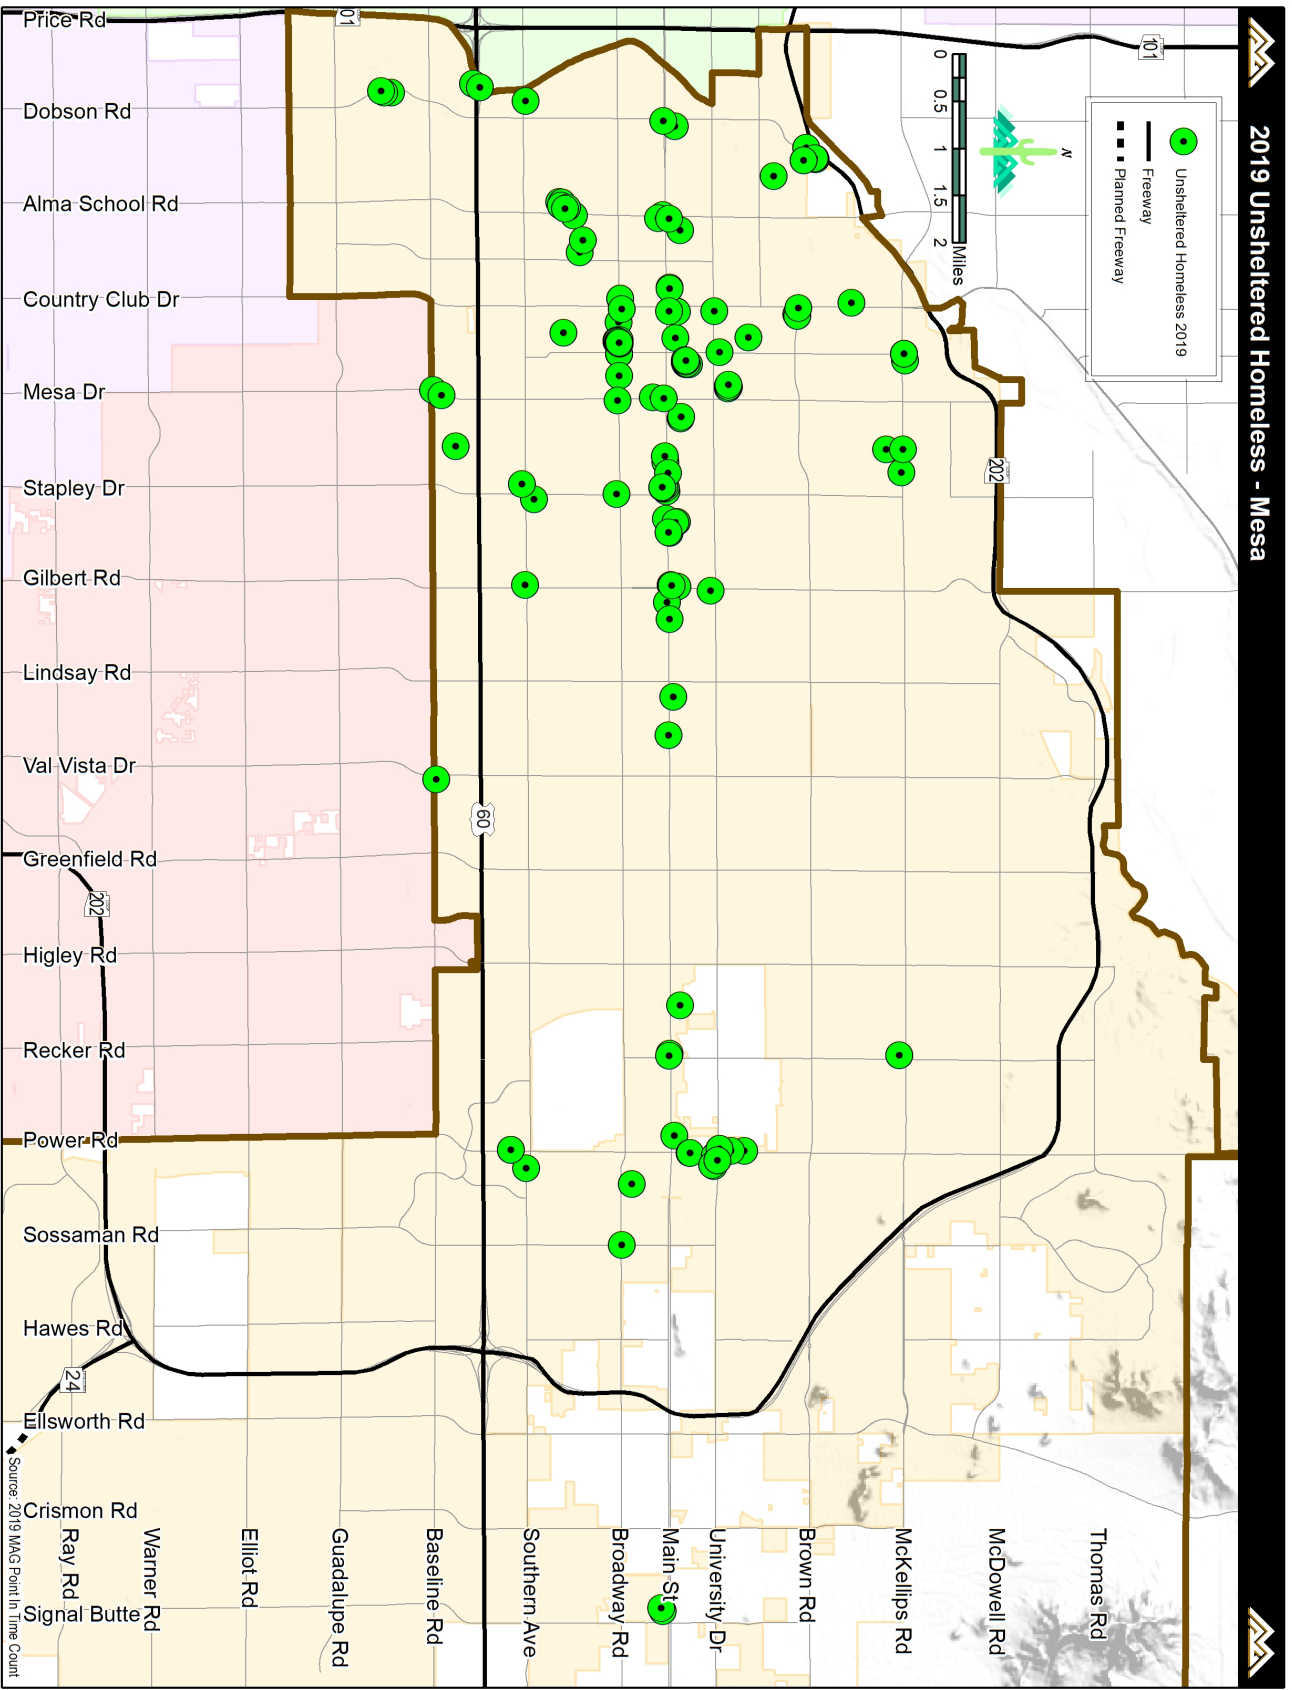 2019 Unsheltered Homeless - Mesa
Unsheltered Homeless 2019
Freeway
Planned Freeway
N
0 0.5 1 1.5 2
Miles
101
101
202
60
202
24
Price Rd
Dobson Rd
Alma School Rd
Country Club Dr
Mesa Dr
Stapley Dr
Gilbert Rd
Lindsay Rd
Val Vista Dr
Greenfield Rd
Higley Rd
Recker Rd
Power Rd
Sossaman Rd
Hawes Rd
Ellsworth Rd
Crismon Rd
Signal Butte
Thomas Rd
McDowell Rd
McKellips Rd
Brown Rd
University Dr
Main St
Broadway Rd
Southern Ave
Baseline Rd
Guadalupe Rd
Elliot Rd
Warner Rd
Ray Rd
Source: 2019 MAG Point In Time Count